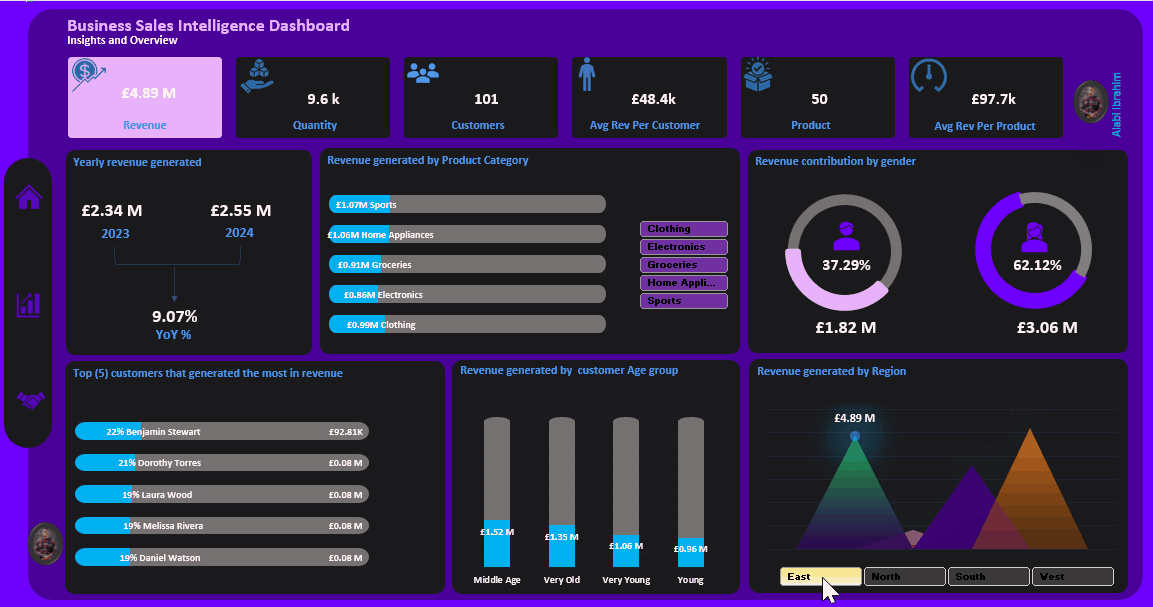 Business Sales Intelligence Dashboard
Insights and Overview
£4.89 M
Revenue
9.6 k
Quantity
101
Customers
£48.4k
Avg Rev Per Customer
50
Product
£97.7k
Avg Rev Per Product
Alabi Ibrahim
Yearly revenue generated
£2.34 M
£2.55 M
2023
2024
9.07%
YoY %
Revenue generated by Product Category
£1.07M Sports
£1.06M Home Appliances
£0.91M Groceries
£0.86M Electronics
£0.99M Clothing
Clothing
Electronics
Groceries
Home Appli...
Sports
Revenue contribution by gender
37.29%
£1.82 M
62.12%
£3.06 M
Top (5) customers that generated the most in revenue
22% Benjamin Stewart £92.81K
21% Dorothy Torres £0.08 M
19% Laura Wood £0.08 M
19% Melissa Rivera £0.08 M
19% Daniel Watson £0.08 M
Revenue generated by customer Age group
£1.52 M
£1.35 M
£1.06 M
£0.96 M
Middle Age
Very Old
Very Young
Young
Revenue generated by Region
£4.89 M
East
North
South
West